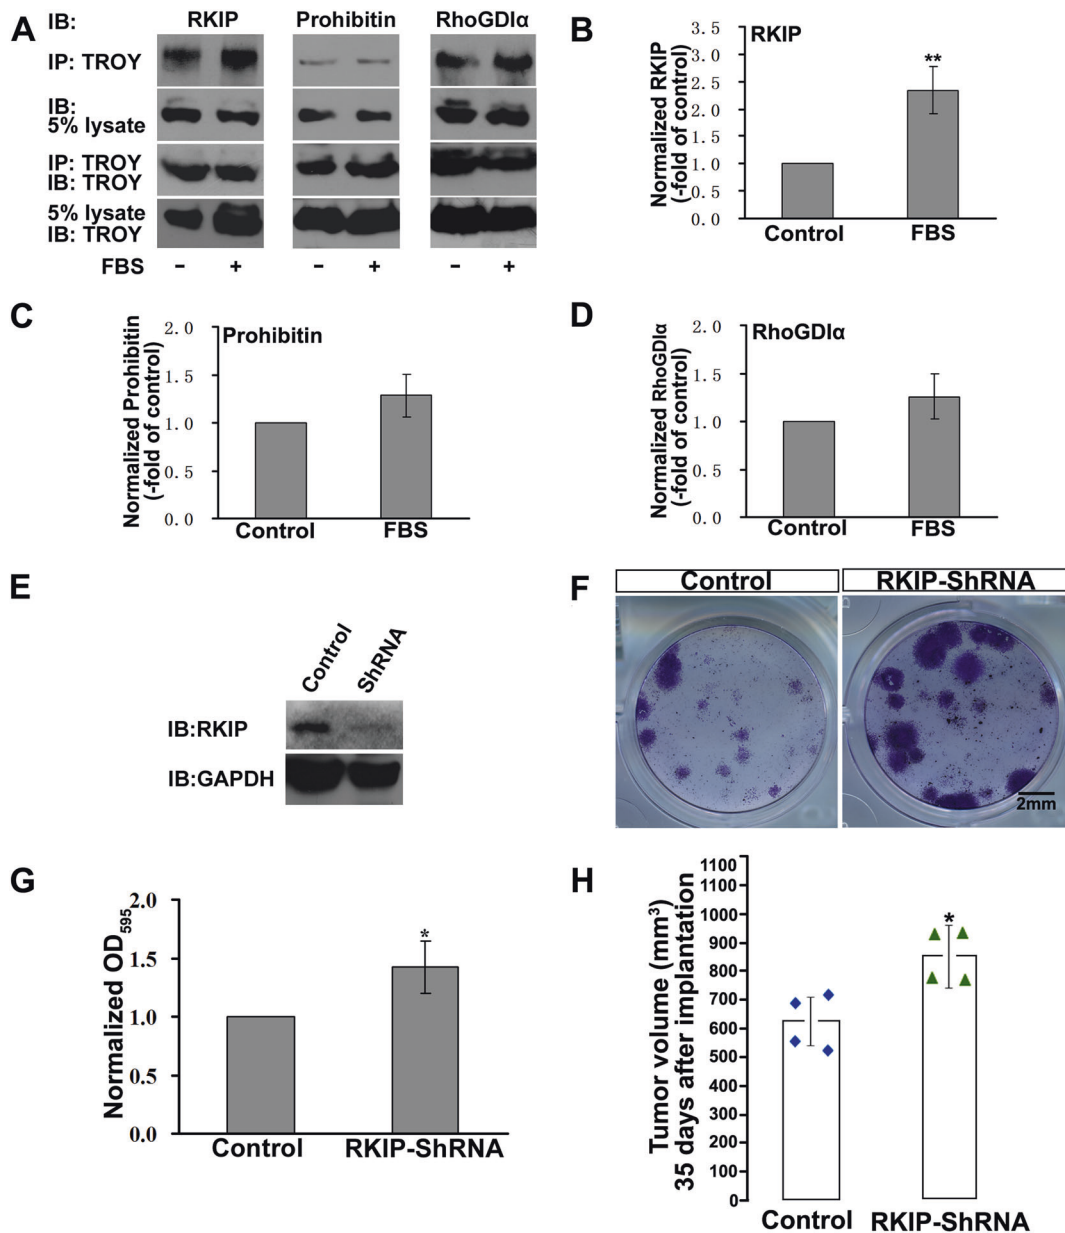 A
IB:
RKIP
Prohibitin
RhoGDIα
IP: TROY
IB:
5% lysate
IP: TROY
IB: TROY
5% lysate
IB: TROY
FBS
− + − + − +
B
RKIP
Normalized RKIP
(-fold of control)
3.5
3.0
2.5
2.0
1.5
1.0
0.5
0.0
**
Control
FBS
C
Prohibitin
Normalized Prohibitin
(-fold of control)
2.0
1.5
1.0
0.5
0.0
Control
FBS
D
RhoGDIα
Normalized RhoGDIα
(-fold of control)
2.0
1.5
1.0
0.5
0.0
Control
FBS
E
Control
ShRNA
IB:RKIP
IB:GAPDH
F
Control
RKIP-ShRNA
2mm
G
Normalized OD595
2.0
1.5
1.0
0.5
0.0
*
Control
RKIP-ShRNA
H
Tumor volume (mm3)
35 days after implantation
1100
1100
1000
900
800
700
600
500
400
300
200
100
0
*
Control
RKIP-ShRNA